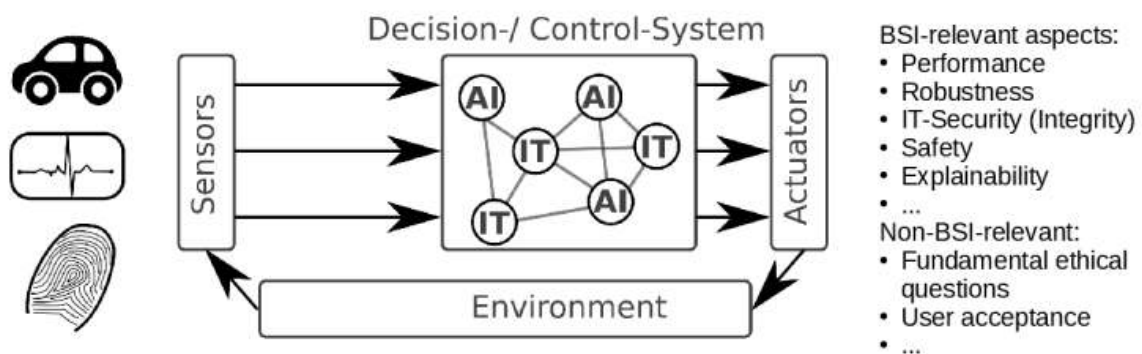 Decision-/ Control-System
Sensors
AI
AI
IT
IT
AI
IT
Actuators
Environment
BSI-relevant aspects:
• Performance
• Robustness
• IT-Security (Integrity)
• Safety
• Explainability
• ...
Non-BSI-relevant:
• Fundamental ethical
questions
• User acceptance
• ...